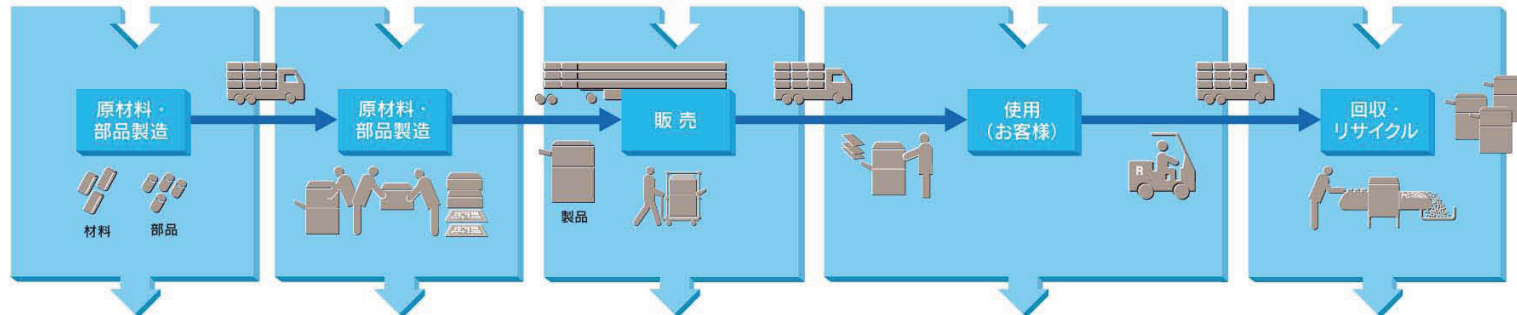 原材料・
部品製造
材料
部品
原材料・
部品製造
製品
販売
使用
（お客様）
R
回収・
リサイクル